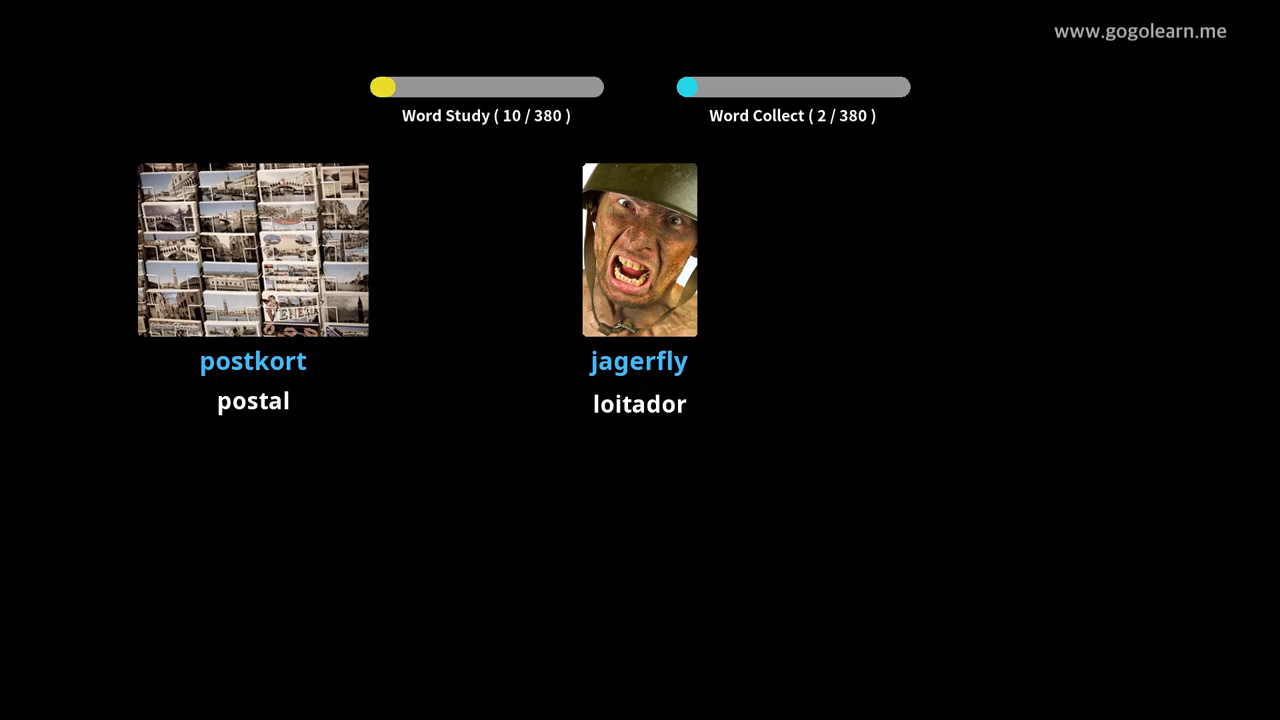 www.gogolearn.me
Word Study ( 10 / 380 )
Word Collect ( 2 / 380 )
postkort
postal
jagerfly
loitador